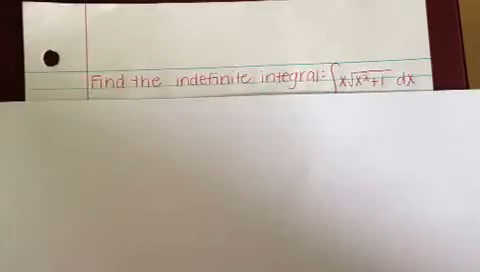 Find the indefinite integral: ∫x√x²+1 dx